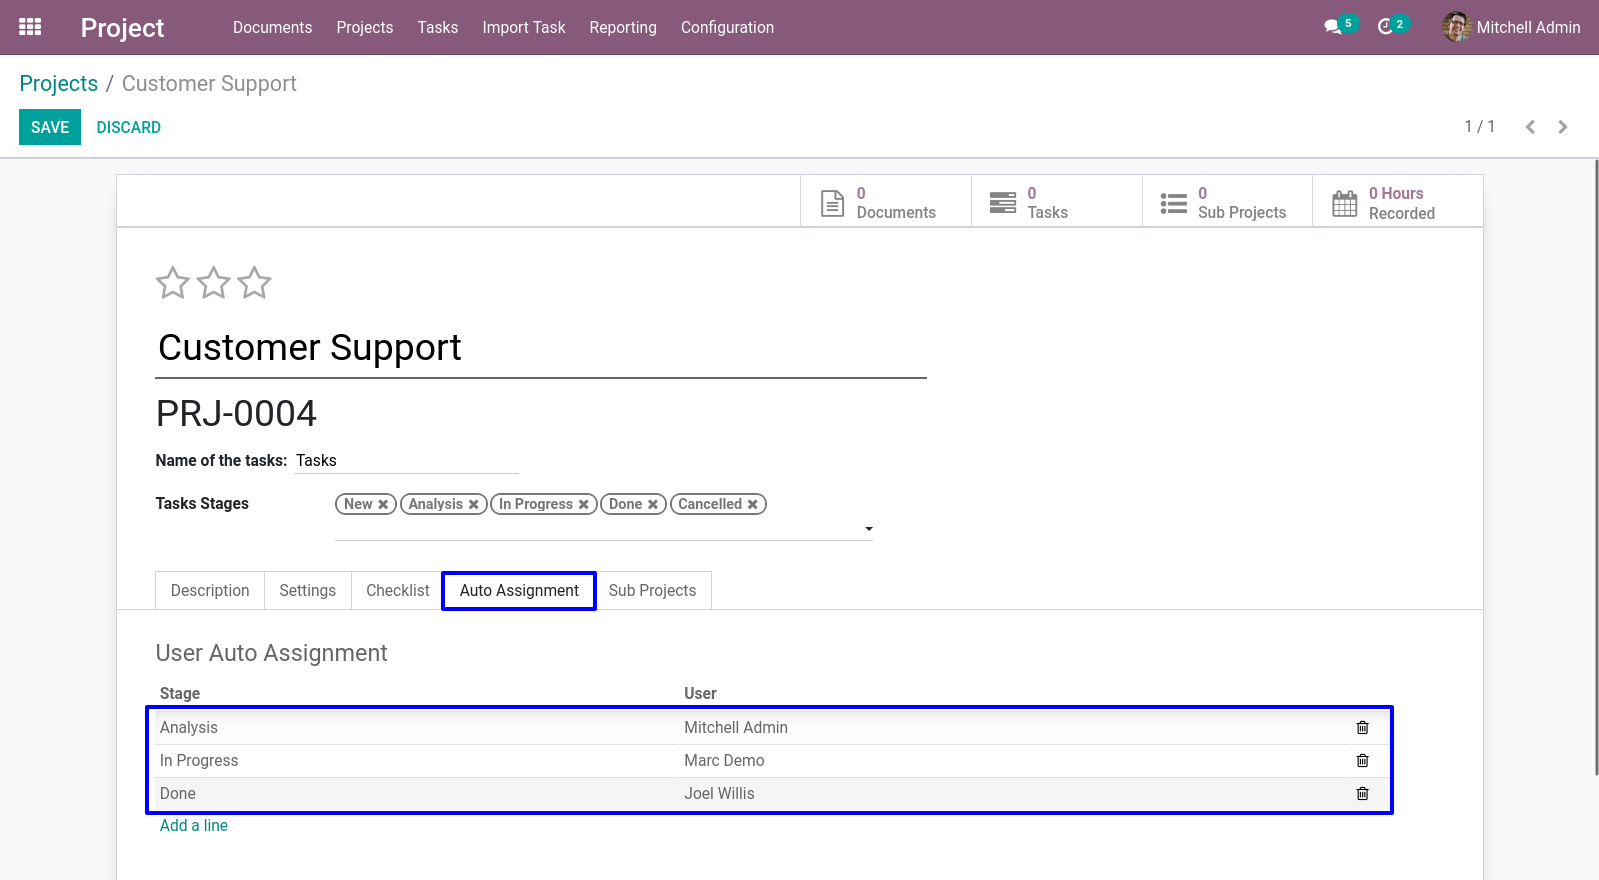 Project Documents Projects Tasks Import Task Reporting Configuration 5 2 Mitchell Admin
Projects / Customer Support
SAVE DISCARD 1 / 1
0 Documents
0 Tasks
0 Sub Projects
0 Hours Recorded
Customer Support
PRJ-0004
Name of the tasks: Tasks
Tasks Stages New ✖ Analysis ✖ In Progress ✖ Done ✖ Cancelled ✖
Description Settings Checklist Auto Assignment Sub Projects
User Auto Assignment
Stage User
Analysis Mitchell Admin
In Progress Marc Demo
Done Joel Willis
Add a line